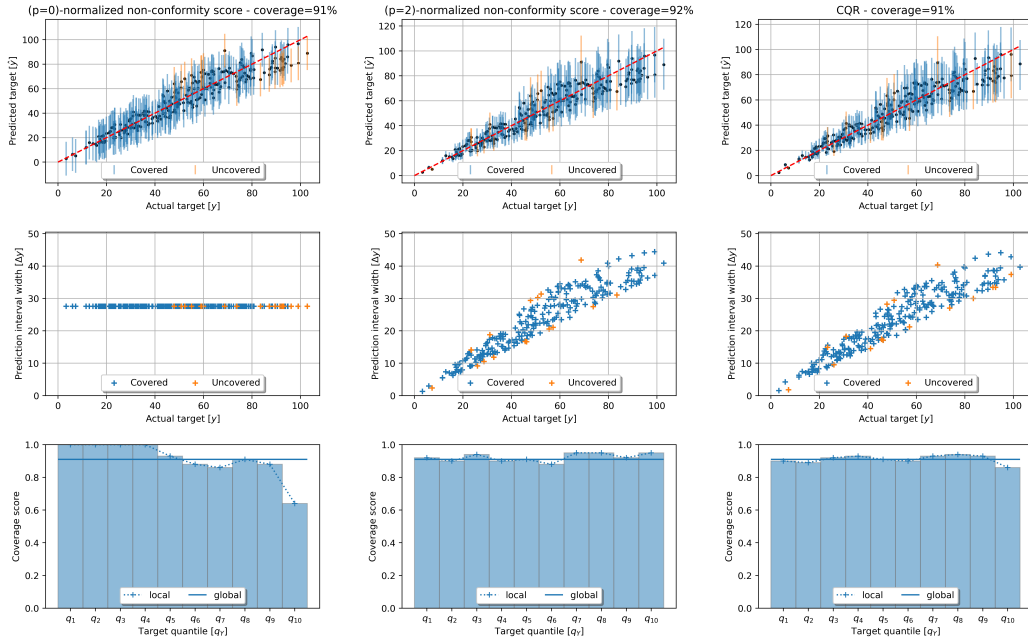 (p=0)-normalized non-conformity score - coverage=91%
Predicted target [ŷ]
100
80
60
40
20
0
Covered Uncovered
0 20 40 60 80 100
Actual target [y]
(p=2)-normalized non-conformity score - coverage=92%
Predicted target [ŷ]
120
100
80
60
40
20
0
Covered Uncovered
0 20 40 60 80 100
Actual target [y]
CQR - coverage=91%
Predicted target [ŷ]
120
100
80
60
40
20
0
Covered Uncovered
0 20 40 60 80 100
Actual target [y]
Prediction interval width [Δy]
50
40
30
20
10
0
Covered Uncovered
0 20 40 60 80 100
Actual target [y]
Prediction interval width [Δy]
50
40
30
20
10
0
Covered Uncovered
0 20 40 60 80 100
Actual target [y]
Prediction interval width [Δy]
50
40
30
20
10
0
Covered Uncovered
0 20 40 60 80 100
Actual target [y]
Coverage score
1.0
0.8
0.6
0.4
0.2
0.0
local global
q1 q2 q3 q4 q5 q6 q7 q8 q9 q10
Target quantile [qY]
Coverage score
1.0
0.8
0.6
0.4
0.2
0.0
local global
q1 q2 q3 q4 q5 q6 q7 q8 q9 q10
Target quantile [qY]
Coverage score
1.0
0.8
0.6
0.4
0.2
0.0
local global
q1 q2 q3 q4 q5 q6 q7 q8 q9 q10
Target quantile [qY]